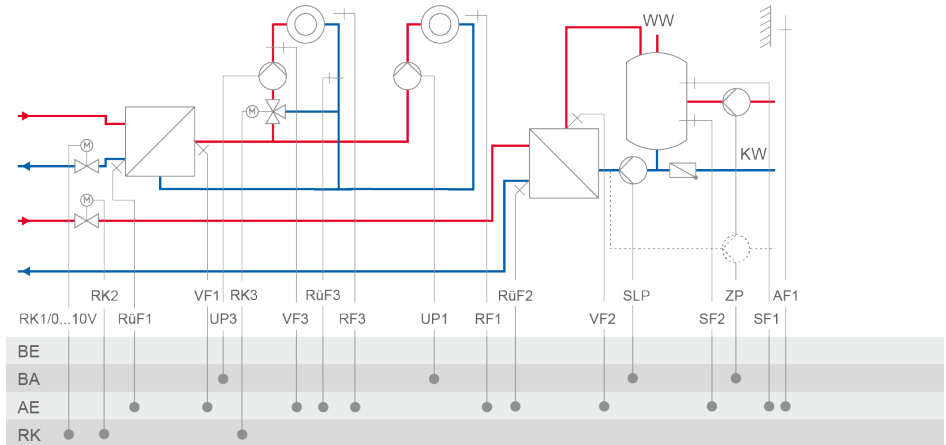 WW
KW
M
M
M
RK2 VF1 RK3 RüF3 RüF2 SLP ZP AF1
RK1/0...10V RüF1 UP3 VF3 RF3 UP1 RF1 VF2 SF2 SF1
BE
BA
AE
RK